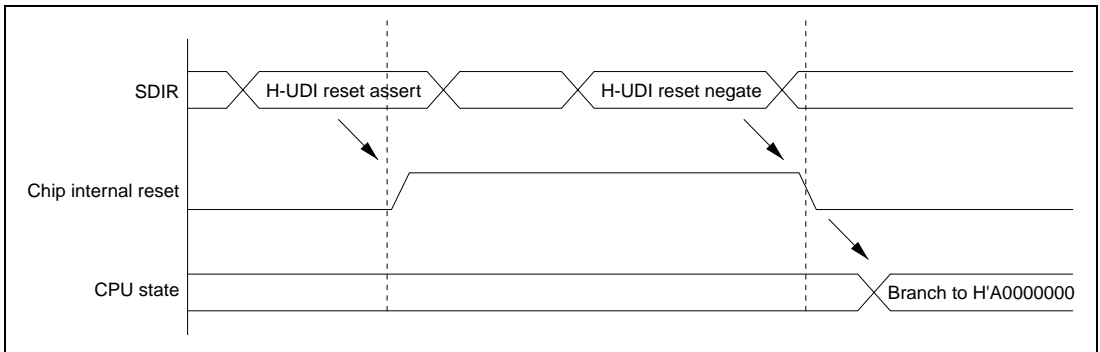 SDIR
H-UDI reset assert
H-UDI reset negate
Chip internal reset
CPU state
Branch to H'A0000000